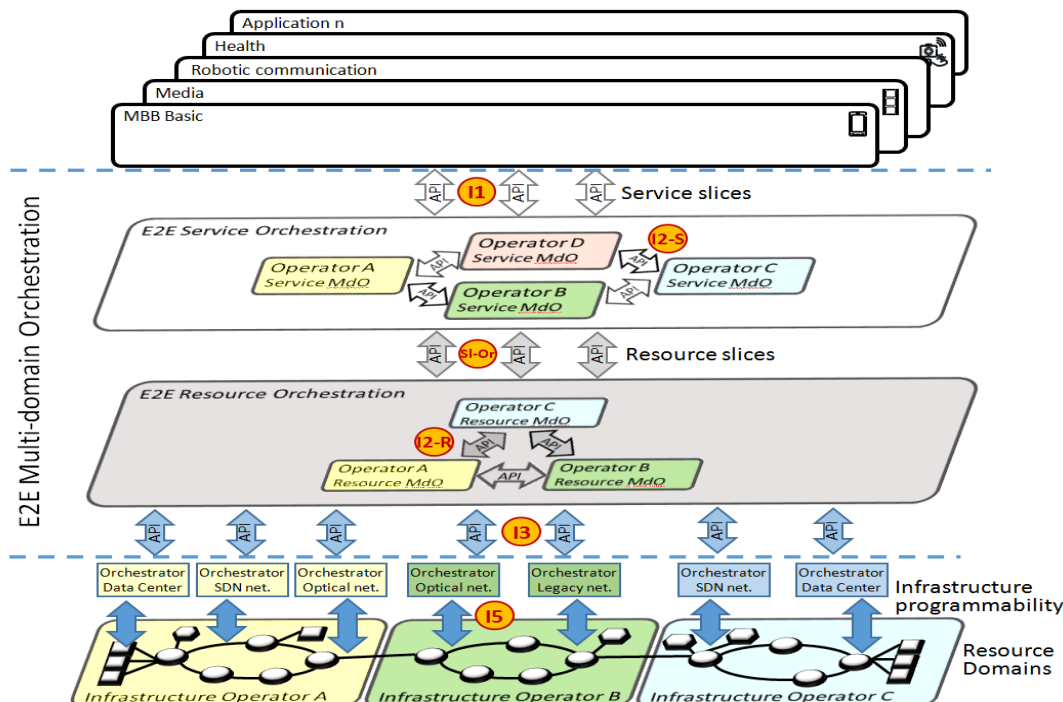 Application n
Health
Robotic communication
Media
MBB Basic
API
I1
API
API
Service slices
E2E Multi-domain Orchestration
E2E Service Orchestration
Operator D
Service MdO
I2-S
Operator A
Service MdO
API
API
Operator C
Service MdO
API
Operator B
Service MdO
API
API
Sl-Or
API
API
Resource slices
E2E Resource Orchestration
Operator C
Resource MdO
I2-R
API
API
Operator A
Resource MdO
API
Operator B
Resource MdO
API
API
API
API
I3
API
API
API
Orchestrator
Data Center
Orchestrator
SDN net.
Orchestrator
Optical net.
Orchestrator
Optical net.
Orchestrator
Legacy net.
Orchestrator
SDN net.
Orchestrator
Data Center
Infrastructure
programmability
I5
Resource
Domains
Infrastructure Operator A
Infrastructure Operator B
Infrastructure Operator C